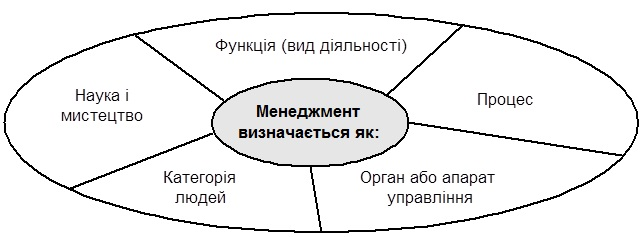 Функція (вид діяльності)
Наука і
мистецтво
Процес
Менеджмент
визначається як:
Категорія
людей
Орган або апарат
управління